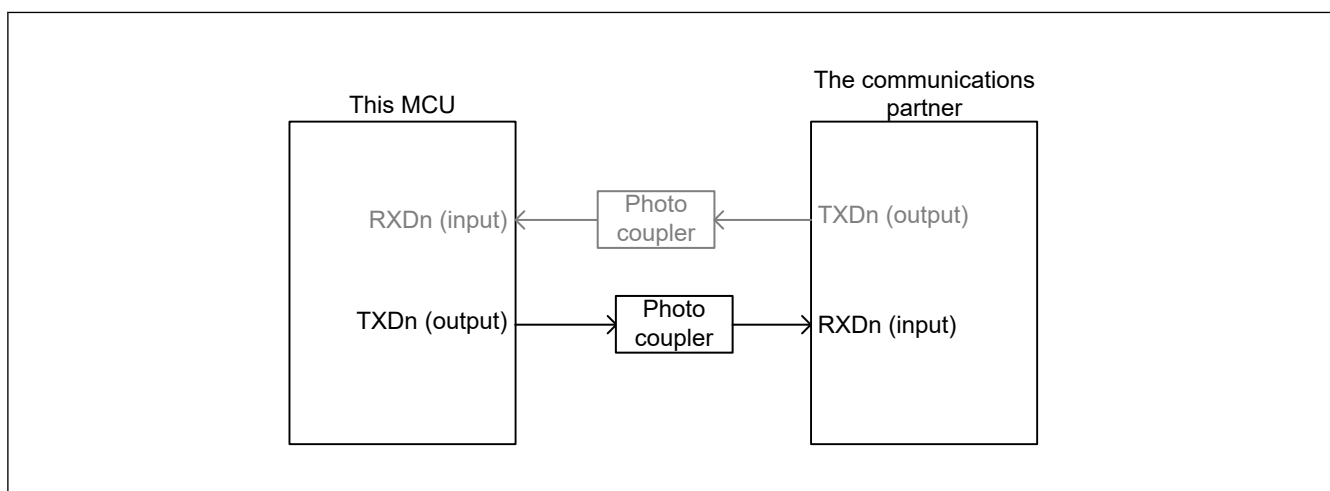 The communications
partner
This MCU
RXDn (input)
Photo
coupler
TXDn (output)
TXDn (output)
Photo
coupler
RXDn (input)